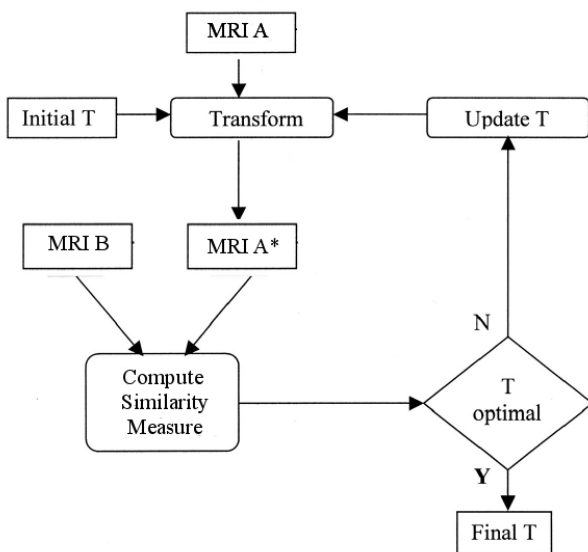 MRI A
Initial T
Transform
Update T
MRI B
MRI A*
N
Compute
Similarity
Measure
T
optimal
Y
Final T